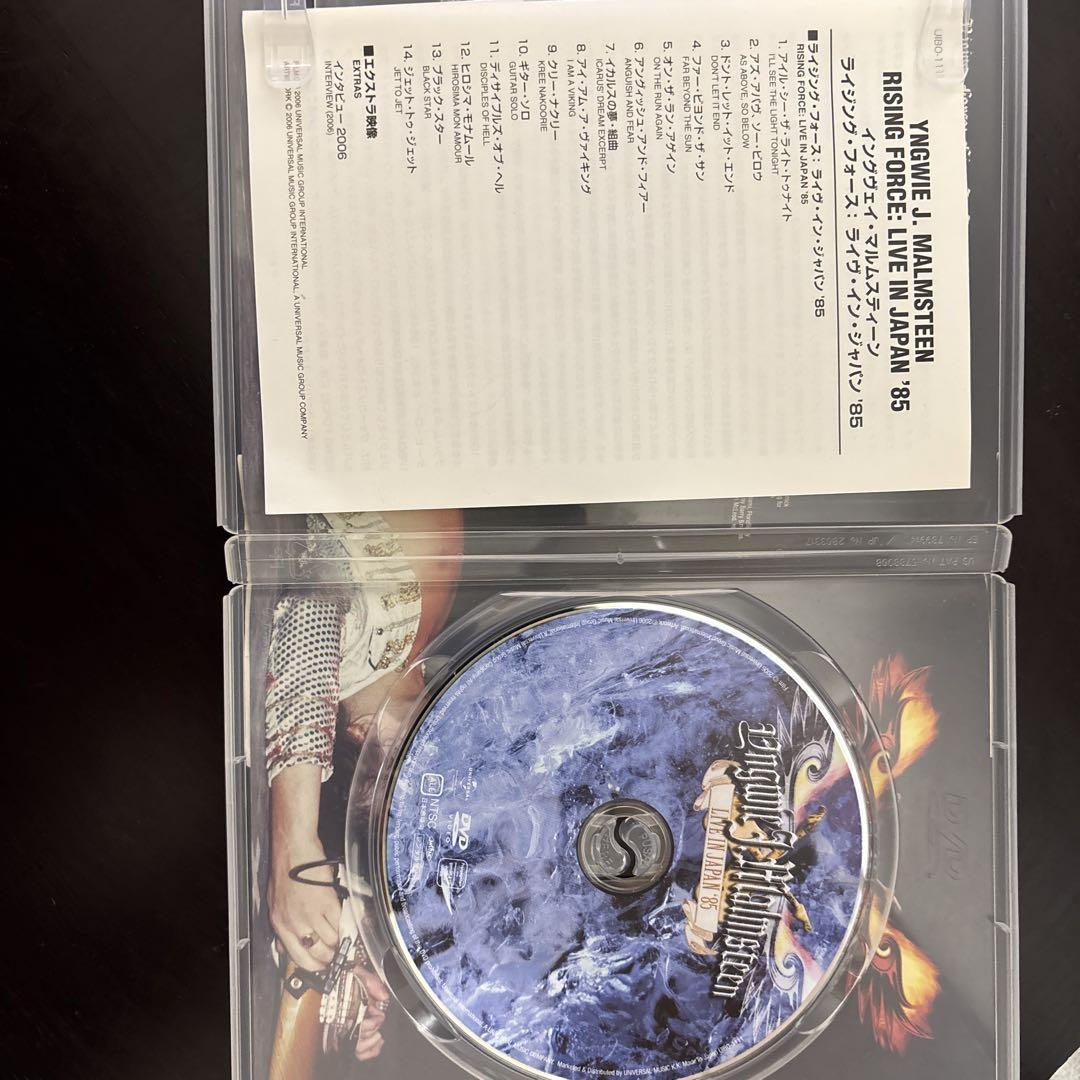 UIBO-1111
YNGWIE J. MALMSTEEN
RISING FORCE: LIVE IN JAPAN '85
イングヴェイ・マルムスティーン
ライジング・フォース：ライヴ・イン・ジャパン '85
■ライジング・フォース：ライヴ・イン・ジャパン '85
RISING FORCE: LIVE IN JAPAN '85
1. アイル・シー・ザ・ライト・トゥナイト
I'LL SEE THE LIGHT TONIGHT
2. アズ・アバヴ、ソー・ビロウ
AS ABOVE, SO BELOW
3. ドント・レット・イット・エンド
DON'T LET IT END
4. ファー・ビヨンド・ザ・サン
FAR BEYOND THE SUN
5. オン・ザ・ラン・アゲイン
ON THE RUN AGAIN
6. アングィッシュ・アンド・フィアー
ANGUISH AND FEAR
7. イカルスの夢・組曲
ICARUS' DREAM EXCERPT
8. アイ・アム・ア・ヴァイキング
I AM A VIKING
9. クリー・ナクリー
KREE NAKOORIE
10. ギター・ソロ
GUITAR SOLO
11. ディサイプルズ・オブ・ヘル
DISCIPLES OF HELL
12. ヒロシマ・モナムール
HIROSIMA MON AMOUR
13. ブラック・スター
BLACK STAR
14. ジェット・トゥ・ジェット
JET TO JET
■エクストラ映像
EXTRAS
インタビュー 2006
INTERVIEW (2006)
2006 UNIVERSAL MUSIC GROUP INTERNATIONAL
© 2006 UNIVERSAL MUSIC GROUP INTERNATIONAL, A UNIVERSAL MUSIC GROUP COMPANY
Yngwie J. Malmsteen
LIVE IN JAPAN '85
UNIVERSAL
DVD
VIDEO
ALL
NTSC
Marketed & Distributed by UNIVERSAL MUSIC K.K. Made in Japan